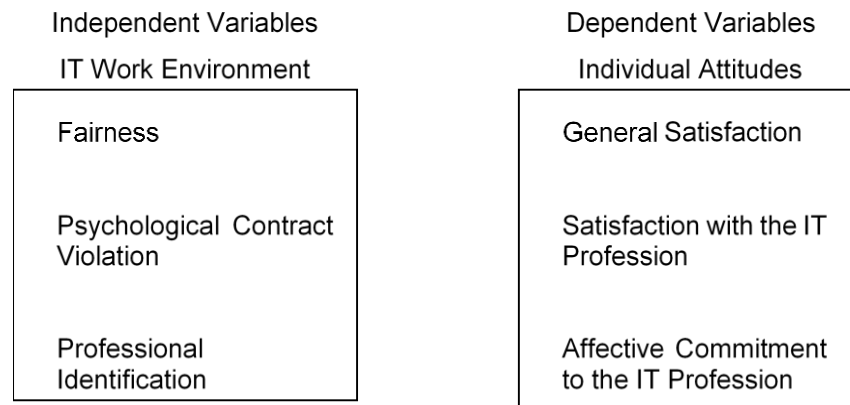 Independent Variables
IT Work Environment
Fairness
Psychological Contract
Violation
Professional
Identification
Dependent Variables
Individual Attitudes
General Satisfaction
Satisfaction with the IT
Profession
Affective Commitment
to the IT Profession